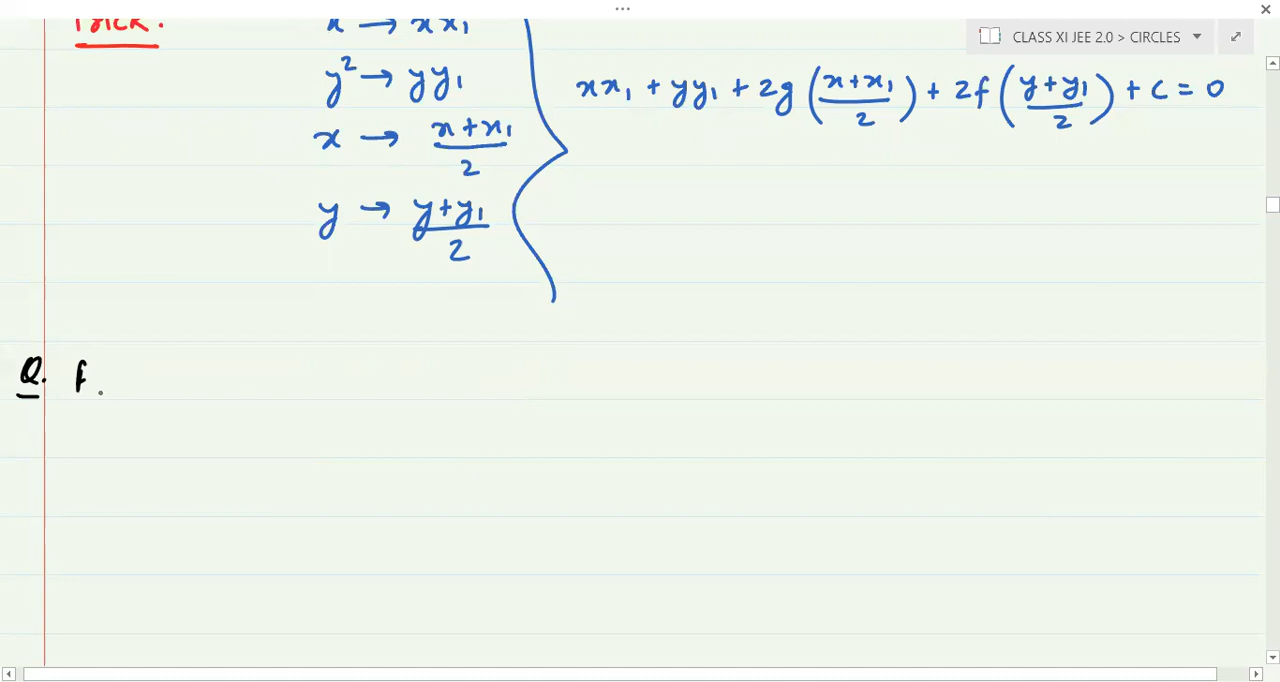 CLASS XI JEE 2.0 > CIRCLES
Trick:
x → xx₁
y² → yy₁
x → x+x₁/2
y → y+y₁/2
xx₁ + yy₁ + 2g(x+x₁/2) + 2f(y+y₁/2) + c = 0
Q. F